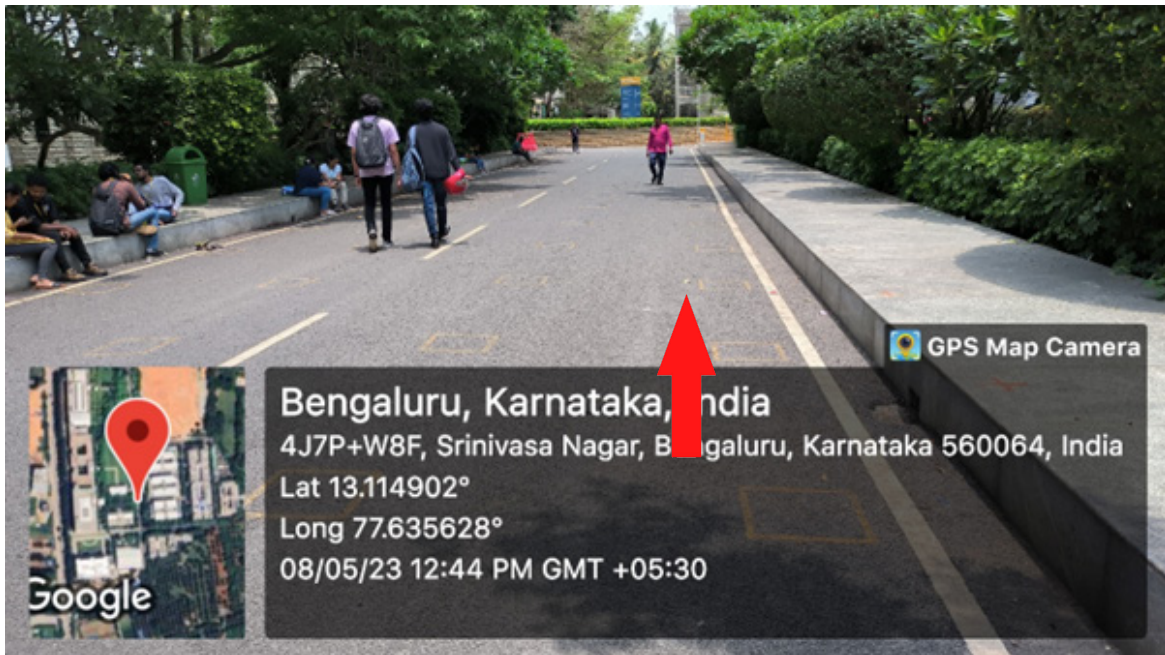 GPS Map Camera
Bengaluru, Karnataka, India
4J7P+W8F, Srinivasa Nagar, Bengaluru, Karnataka 560064, India
Lat 13.114902°
Long 77.635628°
08/05/23 12:44 PM GMT +05:30
Google